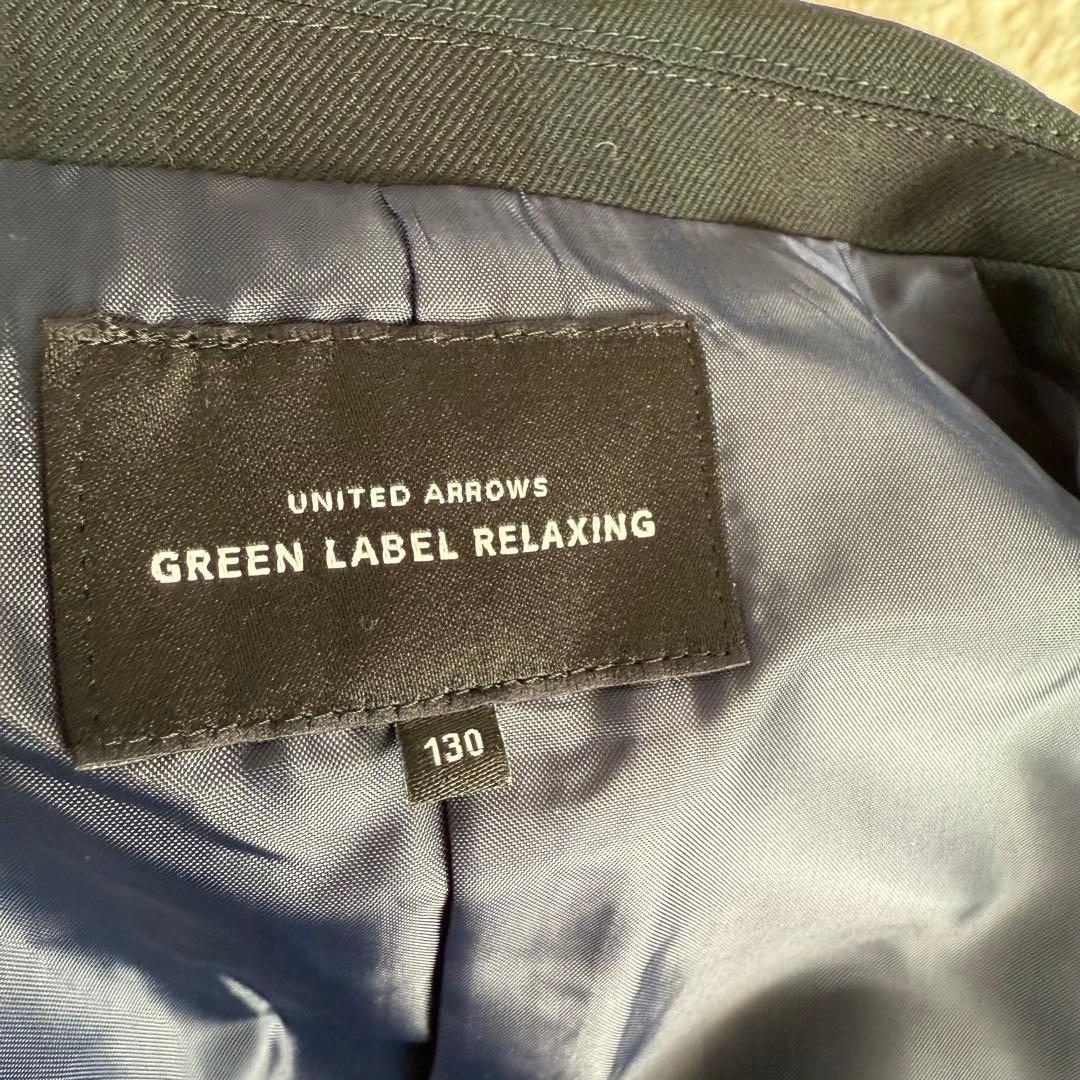 UNITED ARROWS
GREEN LABEL RELAXING
130